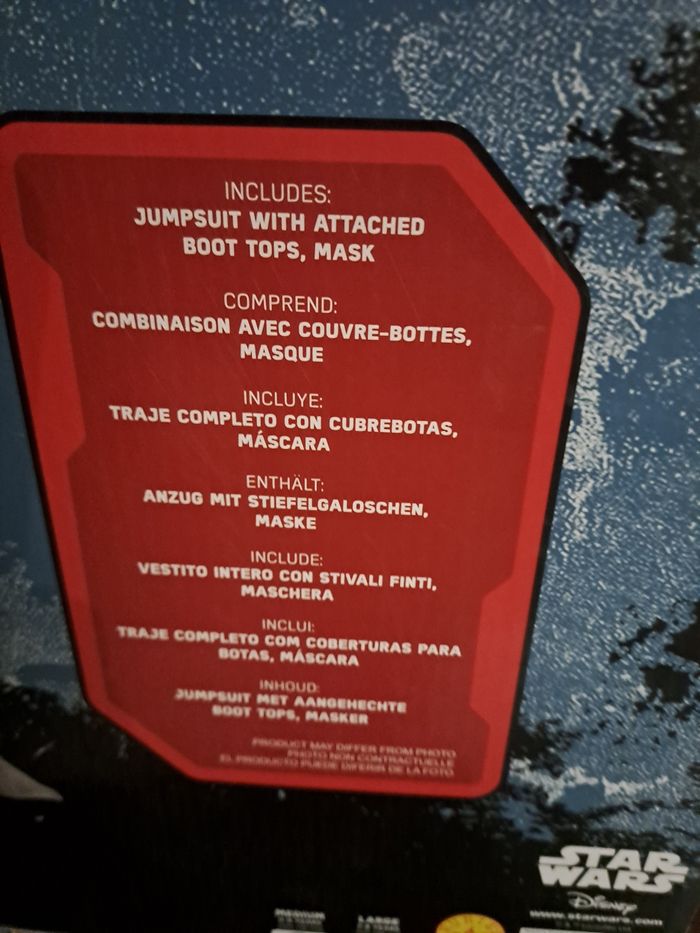 INCLUDES:
JUMPSUIT WITH ATTACHED
BOOT TOPS, MASK
COMPREND:
COMBINAISON AVEC COUVRE-BOTTES,
MASQUE
INCLUYE:
TRAJE COMPLETO CON CUBREBOTAS,
MÁSCARA
ENTHÄLT:
ANZUG MIT STIEFELGALOSCHEN,
MASKE
INCLUDE:
VESTITO INTERO CON STIVALI FINTI,
MASCHERA
INCLUI:
TRAJE COMPLETO COM COBERTURAS PARA
BOTAS, MÁSCARA
INHOUD:
JUMPSUIT MET AANGEHECHTE
BOOT TOPS, MASKER
PRODUCT MAY DIFFER FROM PHOTO
PHOTO NON CONTRACTUELLE
EL PRODUCTO PUEDE DIFERIR DE LA FOTO
STAR
WARS
Disney
www.starwars.com
MEDIUM LARGE